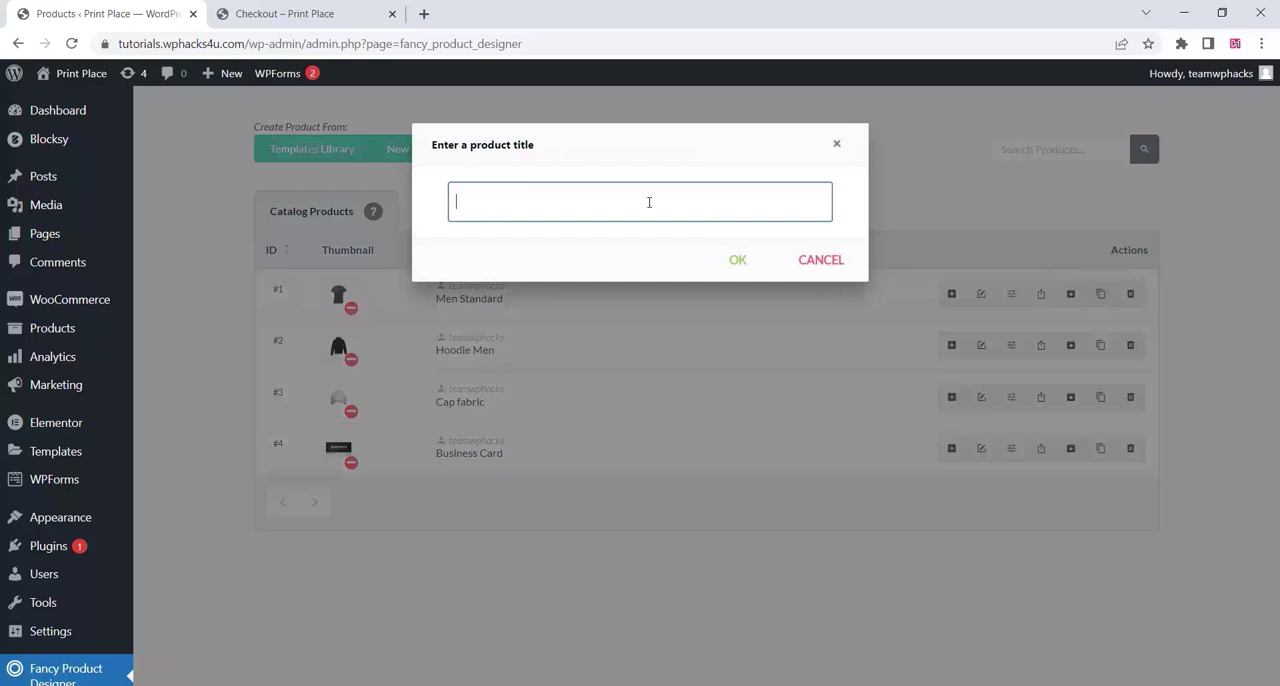 Products ‹ Print Place — WordPr
Checkout – Print Place
tutorials.wphacks4u.com/wp-admin/admin.php?page=fancy_product_designer
Print Place
4
0
New
WPForms 2
Howdy, teamwphacks
Dashboard
Blocksy
Posts
Media
Pages
Comments
WooCommerce
Products
Analytics
Marketing
Elementor
Templates
WPForms
Appearance
Plugins 1
Users
Tools
Settings
Fancy Product
Designer
Create Product From:
Templates Library
New
Search Products...
Enter a product title
OK
CANCEL
Catalog Products ?
ID
Thumbnail
Actions
#1
teamwphacks
Men Standard
#2
teamwphacks
Hoodie Men
#3
teamwphacks
Cap fabric
#4
teamwphacks
Business Card